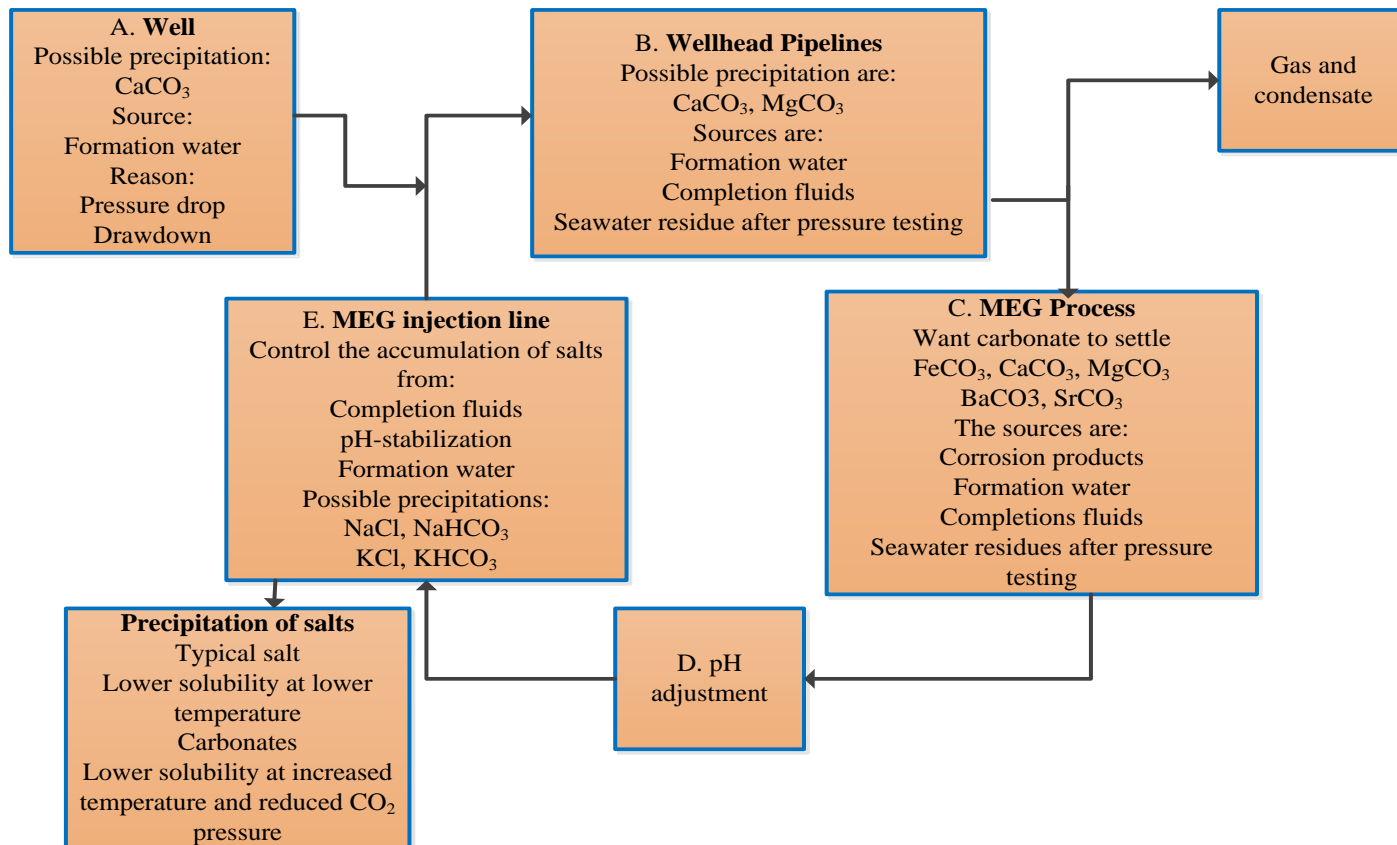 A. Well
Possible precipitation:
CaCO₃
Source:
Formation water
Reason:
Pressure drop
Drawdown
B. Wellhead Pipelines
Possible precipitation are:
CaCO₃, MgCO₃
Sources are:
Formation water
Completion fluids
Seawater residue after pressure testing
Gas and
condensate
E. MEG injection line
Control the accumulation of salts
from:
Completion fluids
pH-stabilization
Formation water
Possible precipitations:
NaCl, NaHCO₃
KCl, KHCO₃
C. MEG Process
Want carbonate to settle
FeCO₃, CaCO₃, MgCO₃
BaCO3, SrCO₃
The sources are:
Corrosion products
Formation water
Completions fluids
Seawater residues after pressure
testing
Precipitation of salts
Typical salt
Lower solubility at lower
temperature
Carbonates
Lower solubility at increased
temperature and reduced CO₂
pressure
D. pH
adjustment